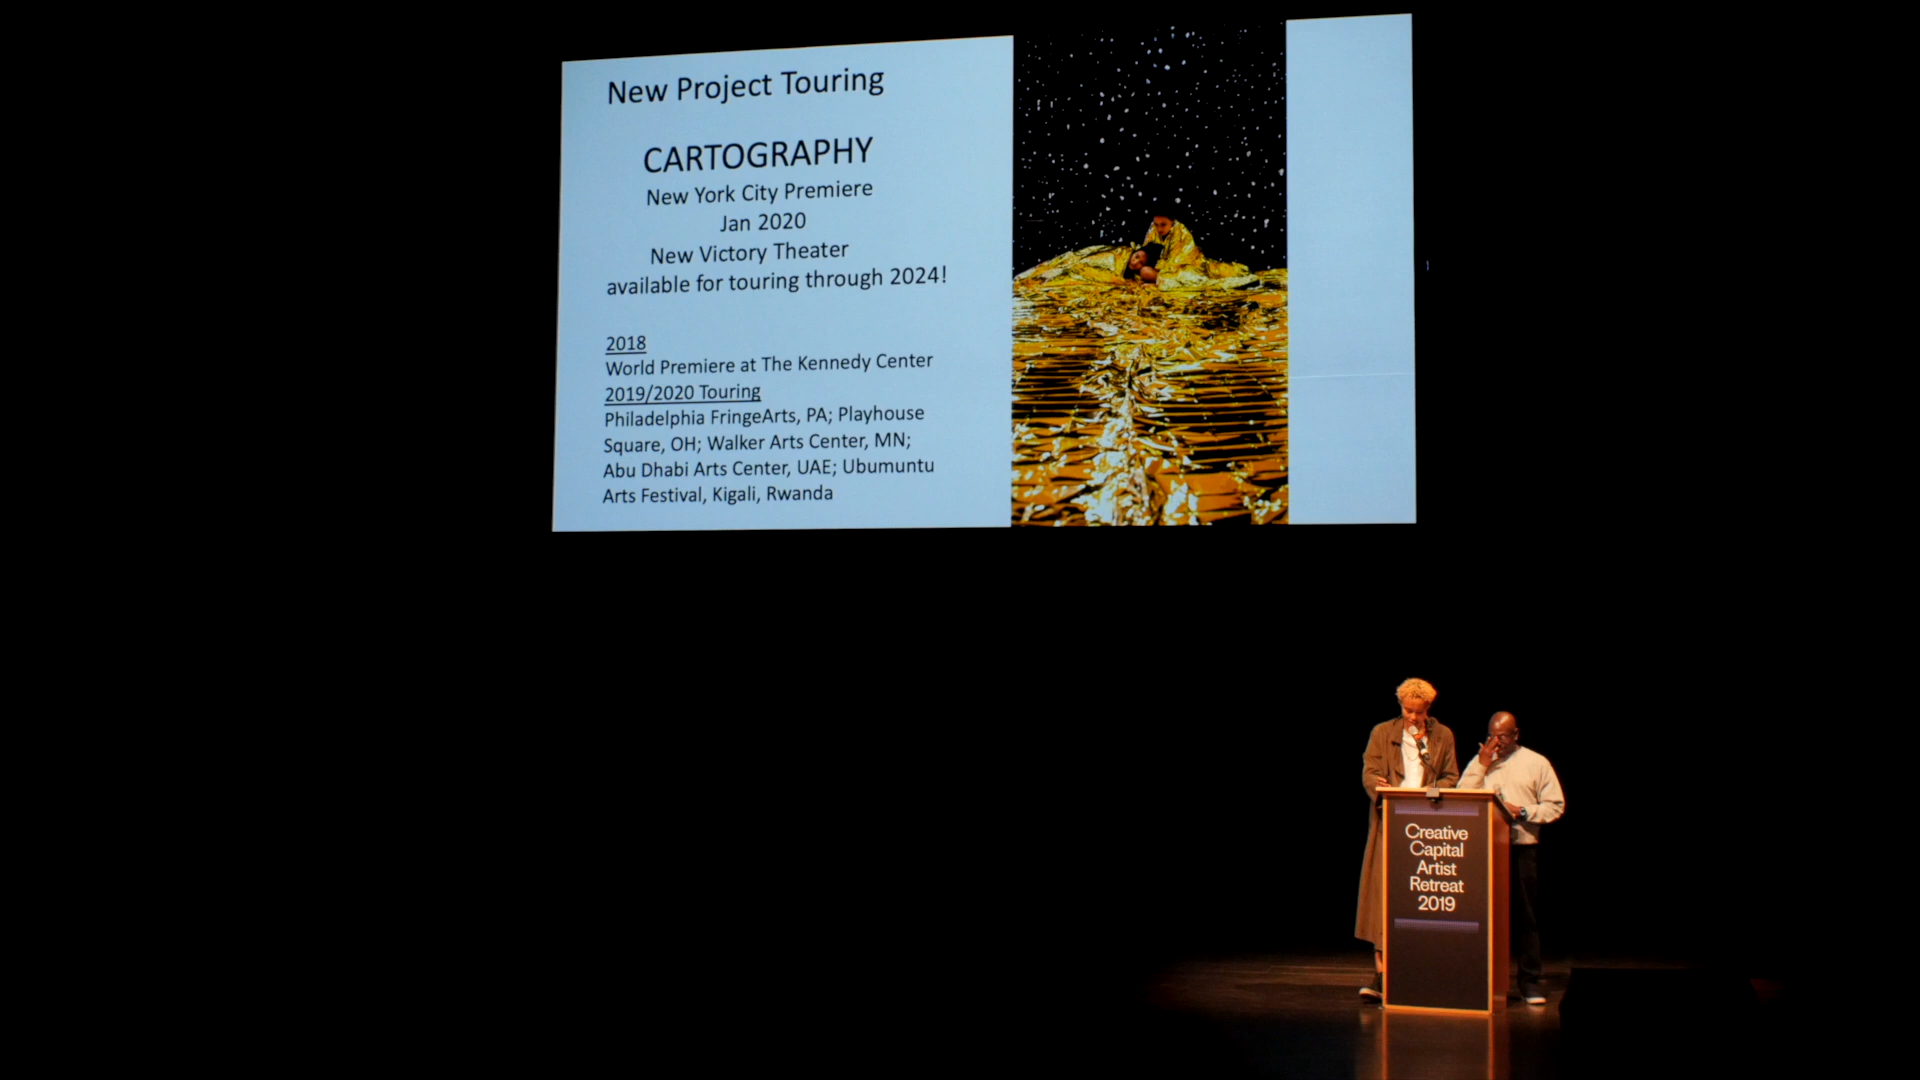 New Project Touring
CARTOGRAPHY
New York City Premiere
Jan 2020
New Victory Theater
available for touring through 2024!
2018
World Premiere at The Kennedy Center
2019/2020 Touring
Philadelphia FringeArts, PA; Playhouse
Square, OH; Walker Arts Center, MN;
Abu Dhabi Arts Center, UAE; Ubumuntu
Arts Festival, Kigali, Rwanda
Creative
Capital
Artist
Retreat
2019